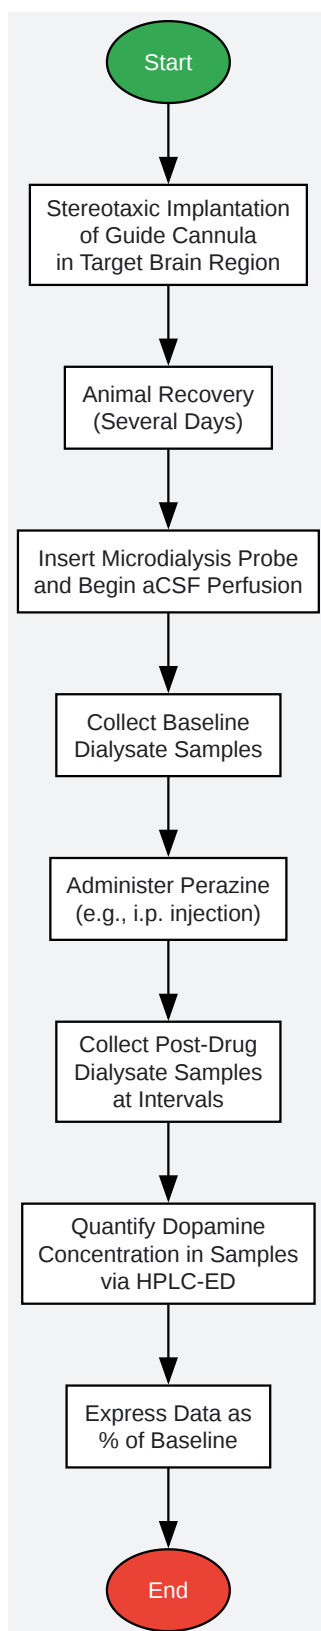 Start
Stereotaxic Implantation
of Guide Cannula
in Target Brain Region
Animal Recovery
(Several Days)
Insert Microdialysis Probe
and Begin aCSF Perfusion
Collect Baseline
Dialysate Samples
Administer Perazine
(e.g., i.p. injection)
Collect Post-Drug
Dialysate Samples
at Intervals
Quantify Dopamine
Concentration in Samples
via HPLC-ED
Express Data as
% of Baseline
End